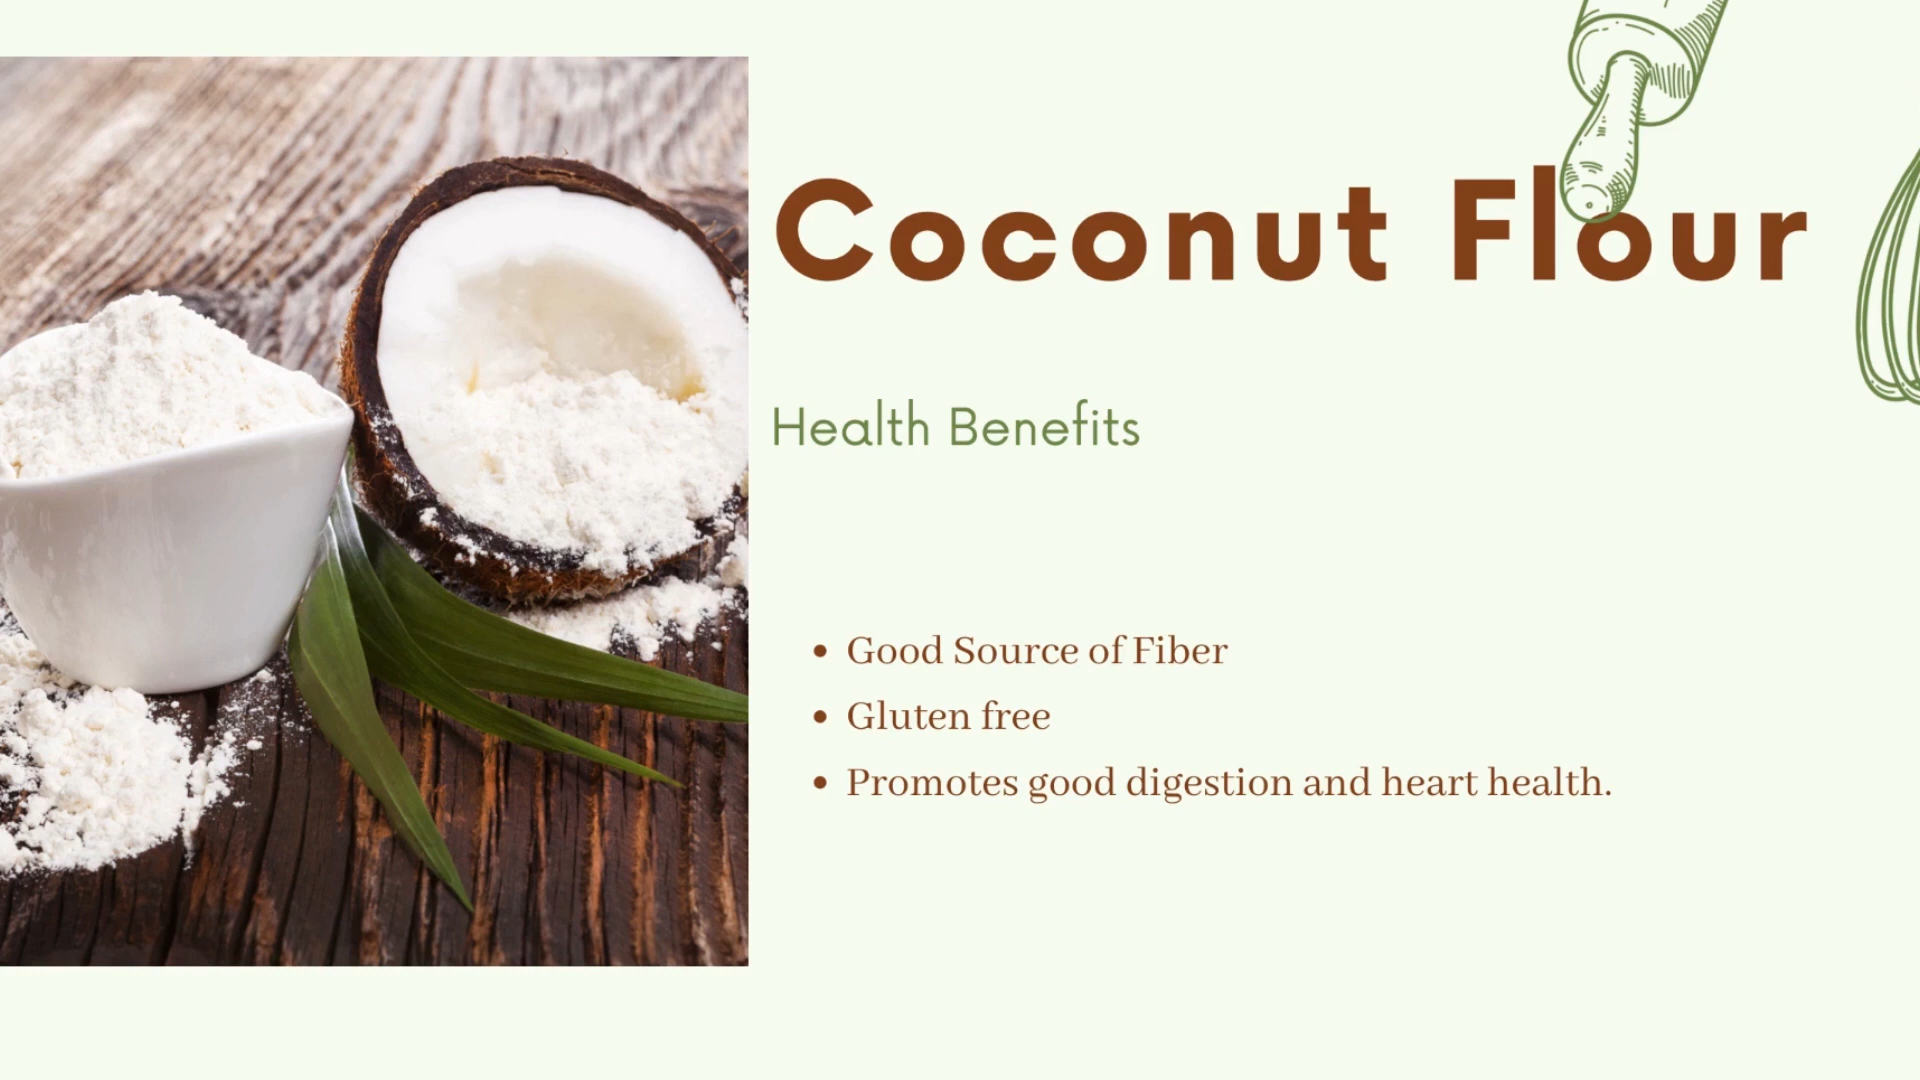 Coconut Flour
Health Benefits
• Good Source of Fiber
• Gluten free
• Promotes good digestion and heart health.